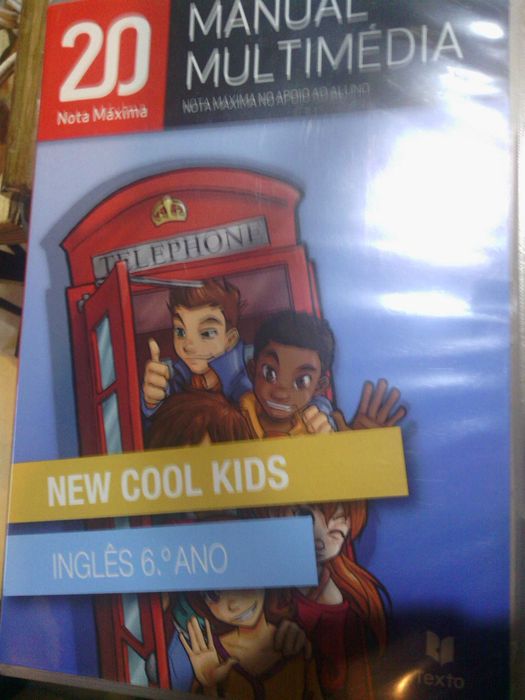 20
Nota Máxima
MANUAL
MULTIMÉDIA
NOTA MÁXIMA NO APOIO AO ALUNO
TELEPHONE
NEW COOL KIDS
INGLÊS 6.º ANO
Texto